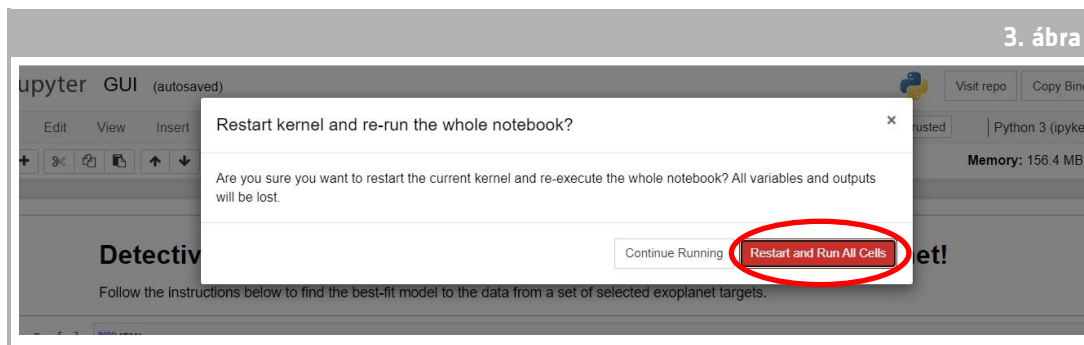 3. ábra
upyter GUI (autosaved)
Visit repo Copy Bin
Edit View Insert
rusted Python 3 (ipyke
Memory: 156.4 MB
Restart kernel and re-run the whole notebook? ×
Are you sure you want to restart the current kernel and re-execute the whole notebook? All variables and outputs
will be lost.
Continue Running Restart and Run All Cells
Detectiv et!
Follow the instructions below to find the best-fit model to the data from a set of selected exoplanet targets.